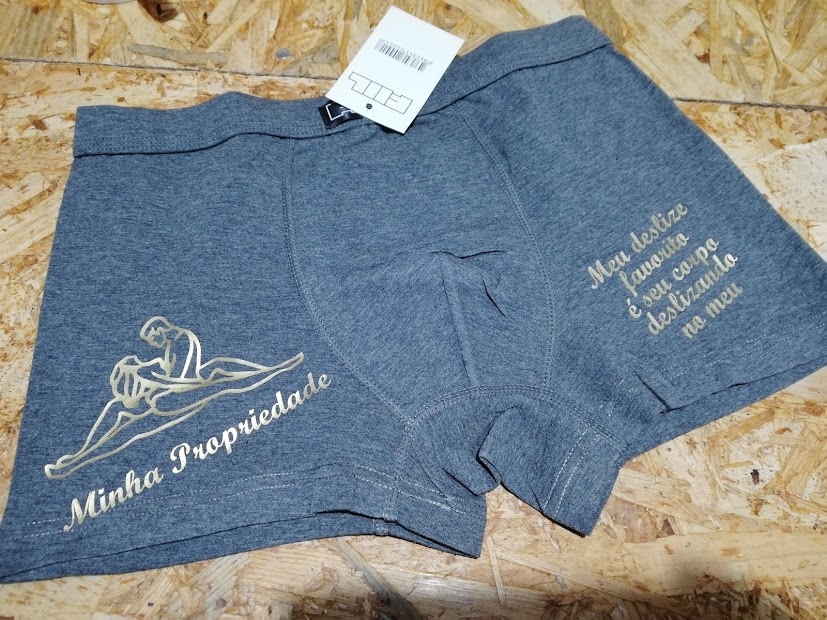 Minha Propriedade
Meu deslize
favorito
é seu corpo
deslizando
no meu